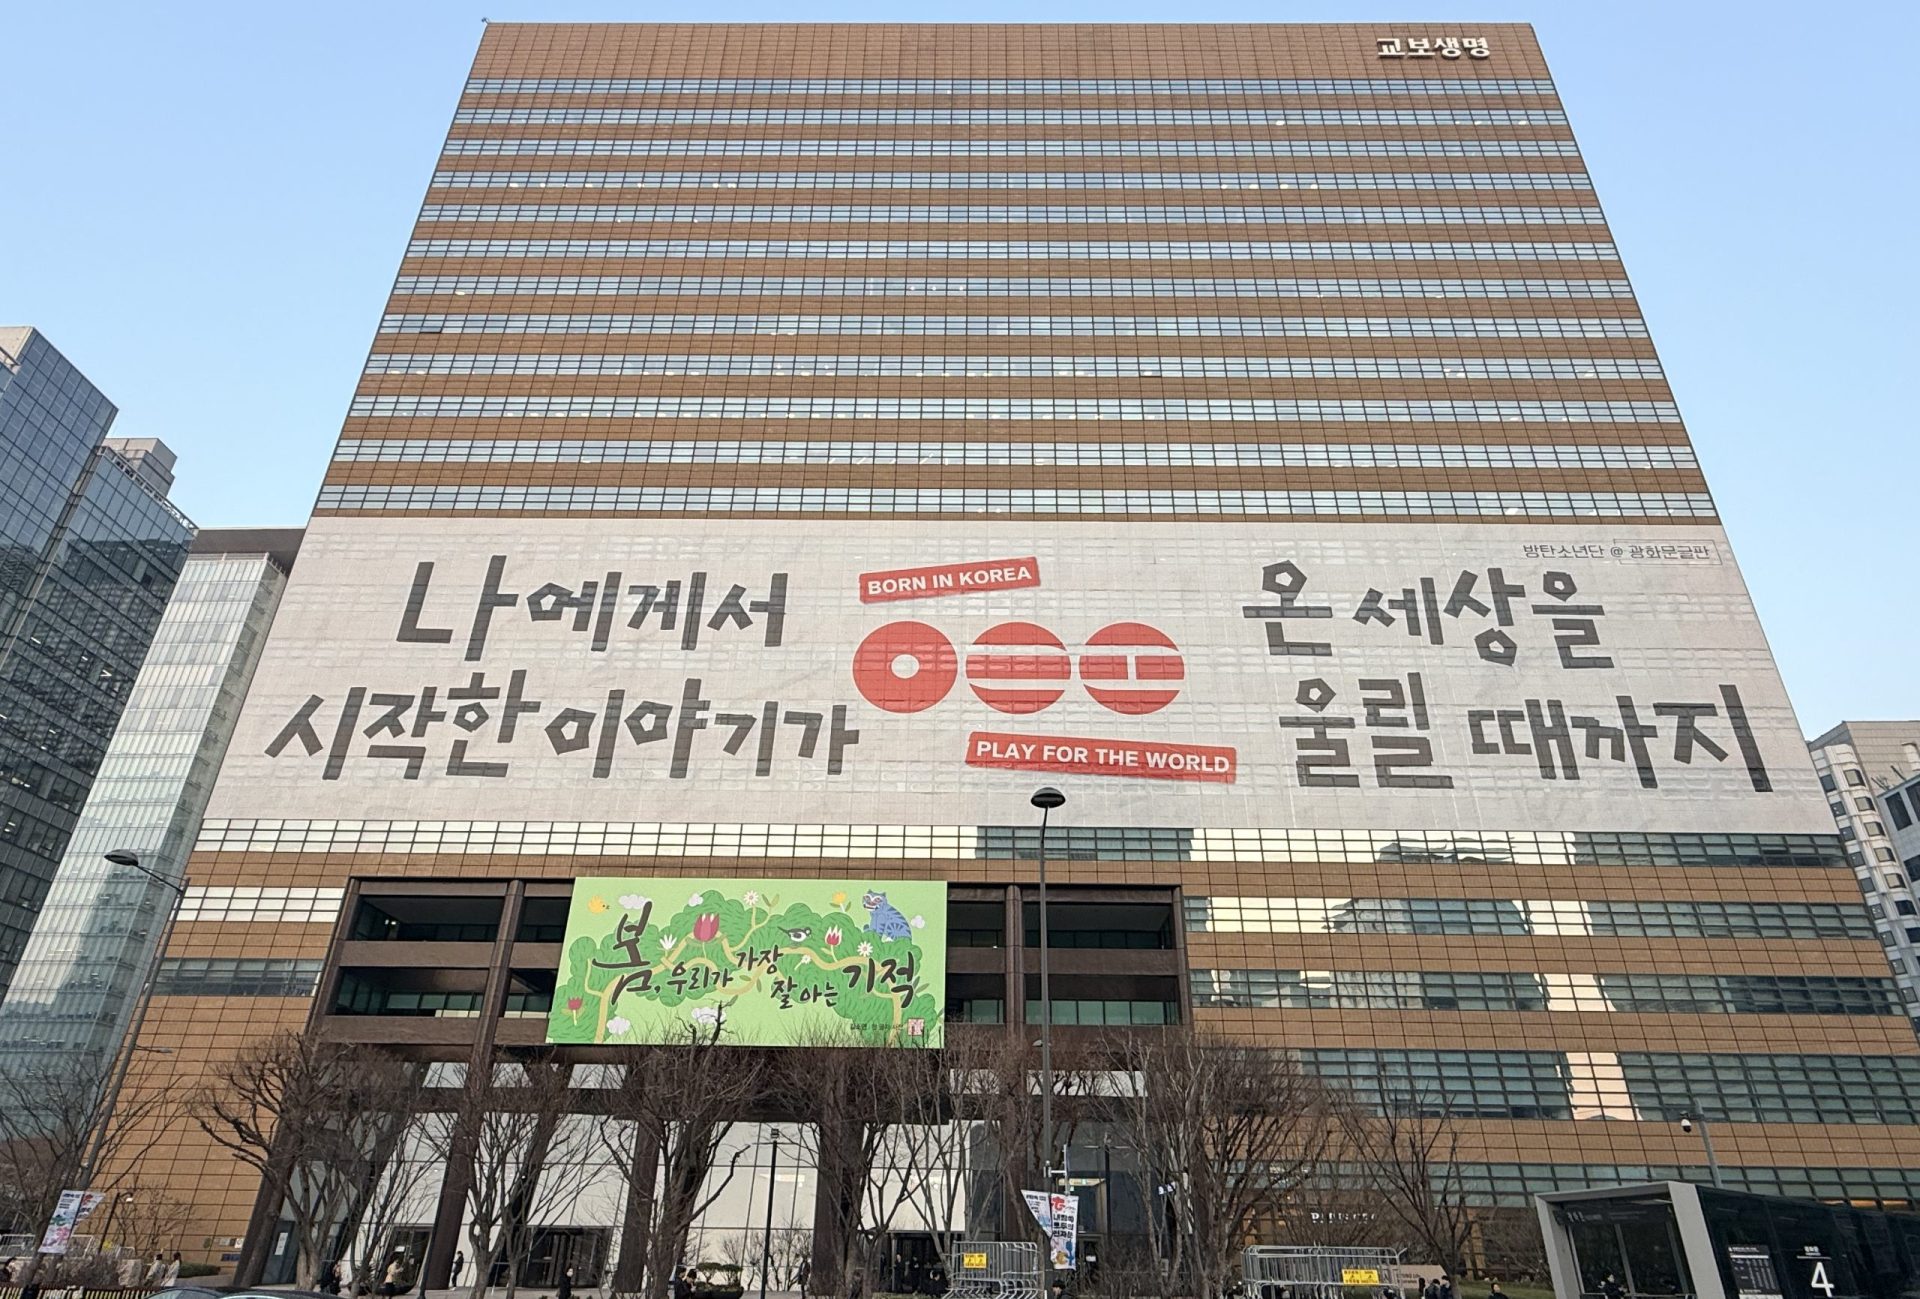 교보생명
방탄소년단 @ 광화문글판
나에게서
시작한 이야기가
BORN IN KOREA
PLAY FOR THE WORLD
온 세상을
울릴 때까지
봄, 우리가 가장
잘 아는 기적
4